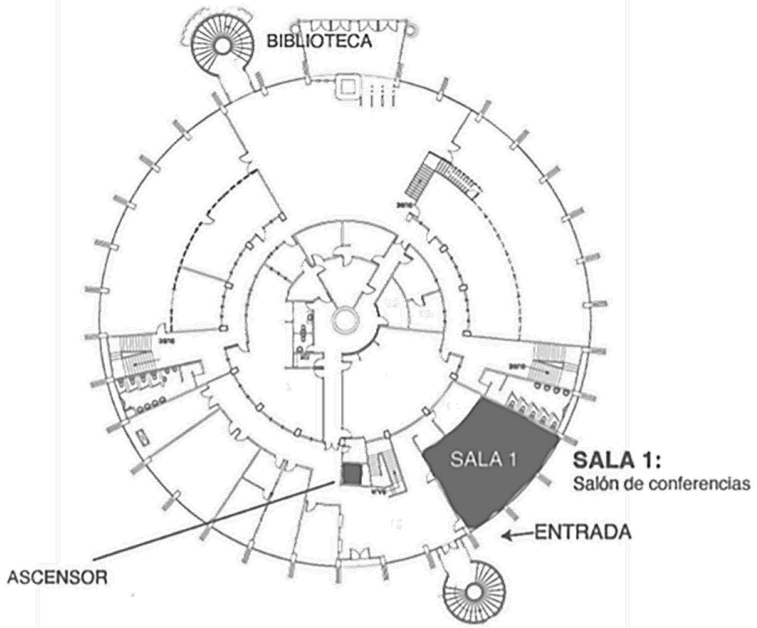 BIBLIOTECA
SALA 1
SALA 1:
Salón de conferencias
ENTRADA
ASCENSOR